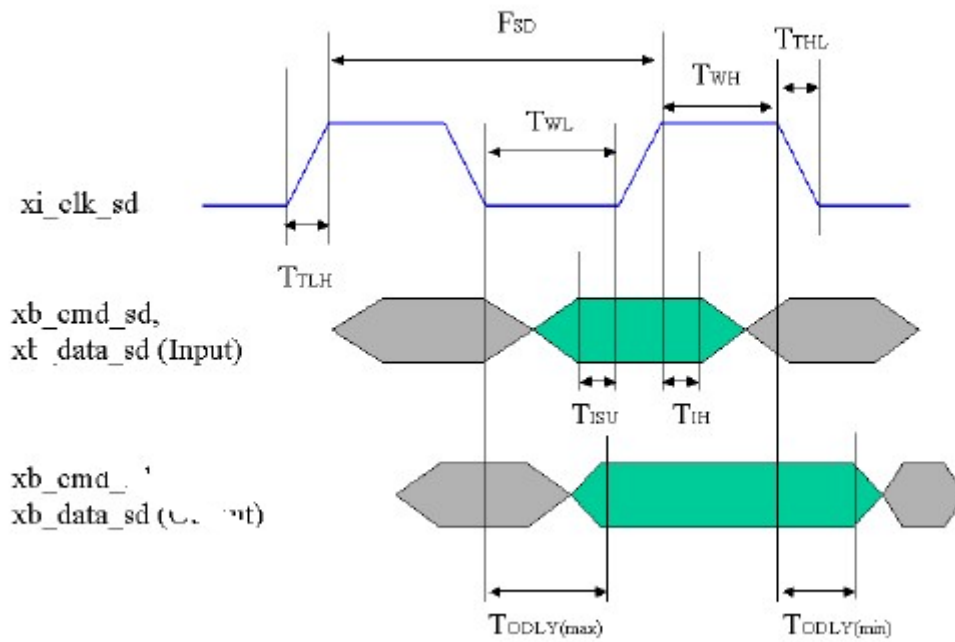 FSD
TTHL
TWH
TWL
xi_clk_sd
TTLH
xb_cmd_sd,
_data_sd (Input)
TISU
TIH
xb_cmd_
xb_data_sd
TODLY(max)
TODLY(min)